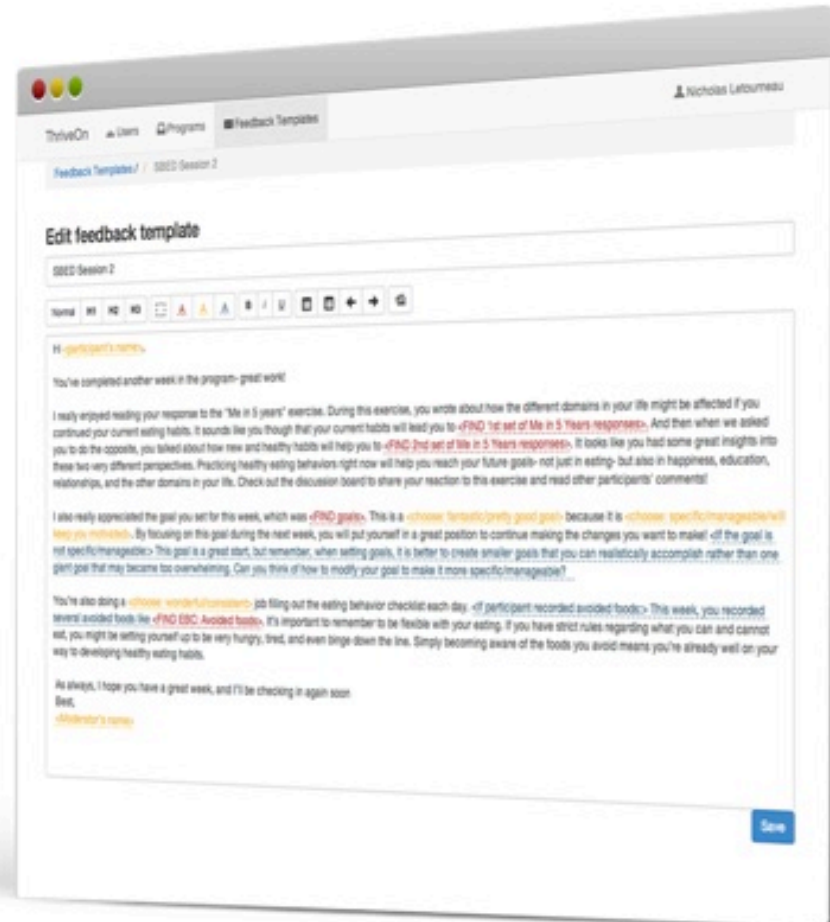 Nicholas Letourneau
ThriveOn Users Programs Feedback Templates
Feedback Templates / / SBED Session 2
Edit feedback template
SBED Session 2
Normal H1 H2 H3 A A A B I U
Hi <participant's name>,
You've completed another week in the program- great work!
I really enjoyed reading your response to the "Me in 5 years" exercise. During this exercise, you wrote about how the different domains in your life might be affected if you
continued your current eating habits. It sounds like you though that your current habits will lead you to <FIND 1st set of Me in 5 Years responses>. And then when we asked
you to do the opposite, you talked about how new and healthy habits will help you to <FIND 2nd set of Me in 5 Years responses>. It looks like you had some great insights into
these two very different perspectives. Practicing healthy eating behaviors right now will help you reach your future goals- not just in eating- but also in happiness, education,
relationships, and the other domains in your life. Check out the discussion board to share your reaction to this exercise and read other participants' comments!
I also really appreciated the goal you set for this week, which was <FIND goals>. This is a <choose: fantastic/pretty good goal> because it is <choose: specific/manageable/will
keep you motivated>. By focusing on this goal during the next week, you will put yourself in a great position to continue making the changes you want to make! <If the goal is
not specific/manageable:> This goal is a great start, but remember, when setting goals, it is better to create smaller goals that you can realistically accomplish rather than one
giant goal that may became too overwhelming. Can you think of how to modify your goal to make it more specific/manageable?
You're also doing a <choose: wonderful/consistent> job filling out the eating behavior checklist each day. <If participant recorded avoided foods:> This week, you recorded
several avoided foods like <FIND EBC: Avoided foods>. It's important to remember to be flexible with your eating. If you have strict rules regarding what you can and cannot
eat, you might be setting yourself up to be very hungry, tired, and even binge down the line. Simply becoming aware of the foods you avoid means you're already well on your
way to developing healthy eating habits.
As always, I hope you have a great week, and I'll be checking in again soon
Best,
<Moderator's name>
Save